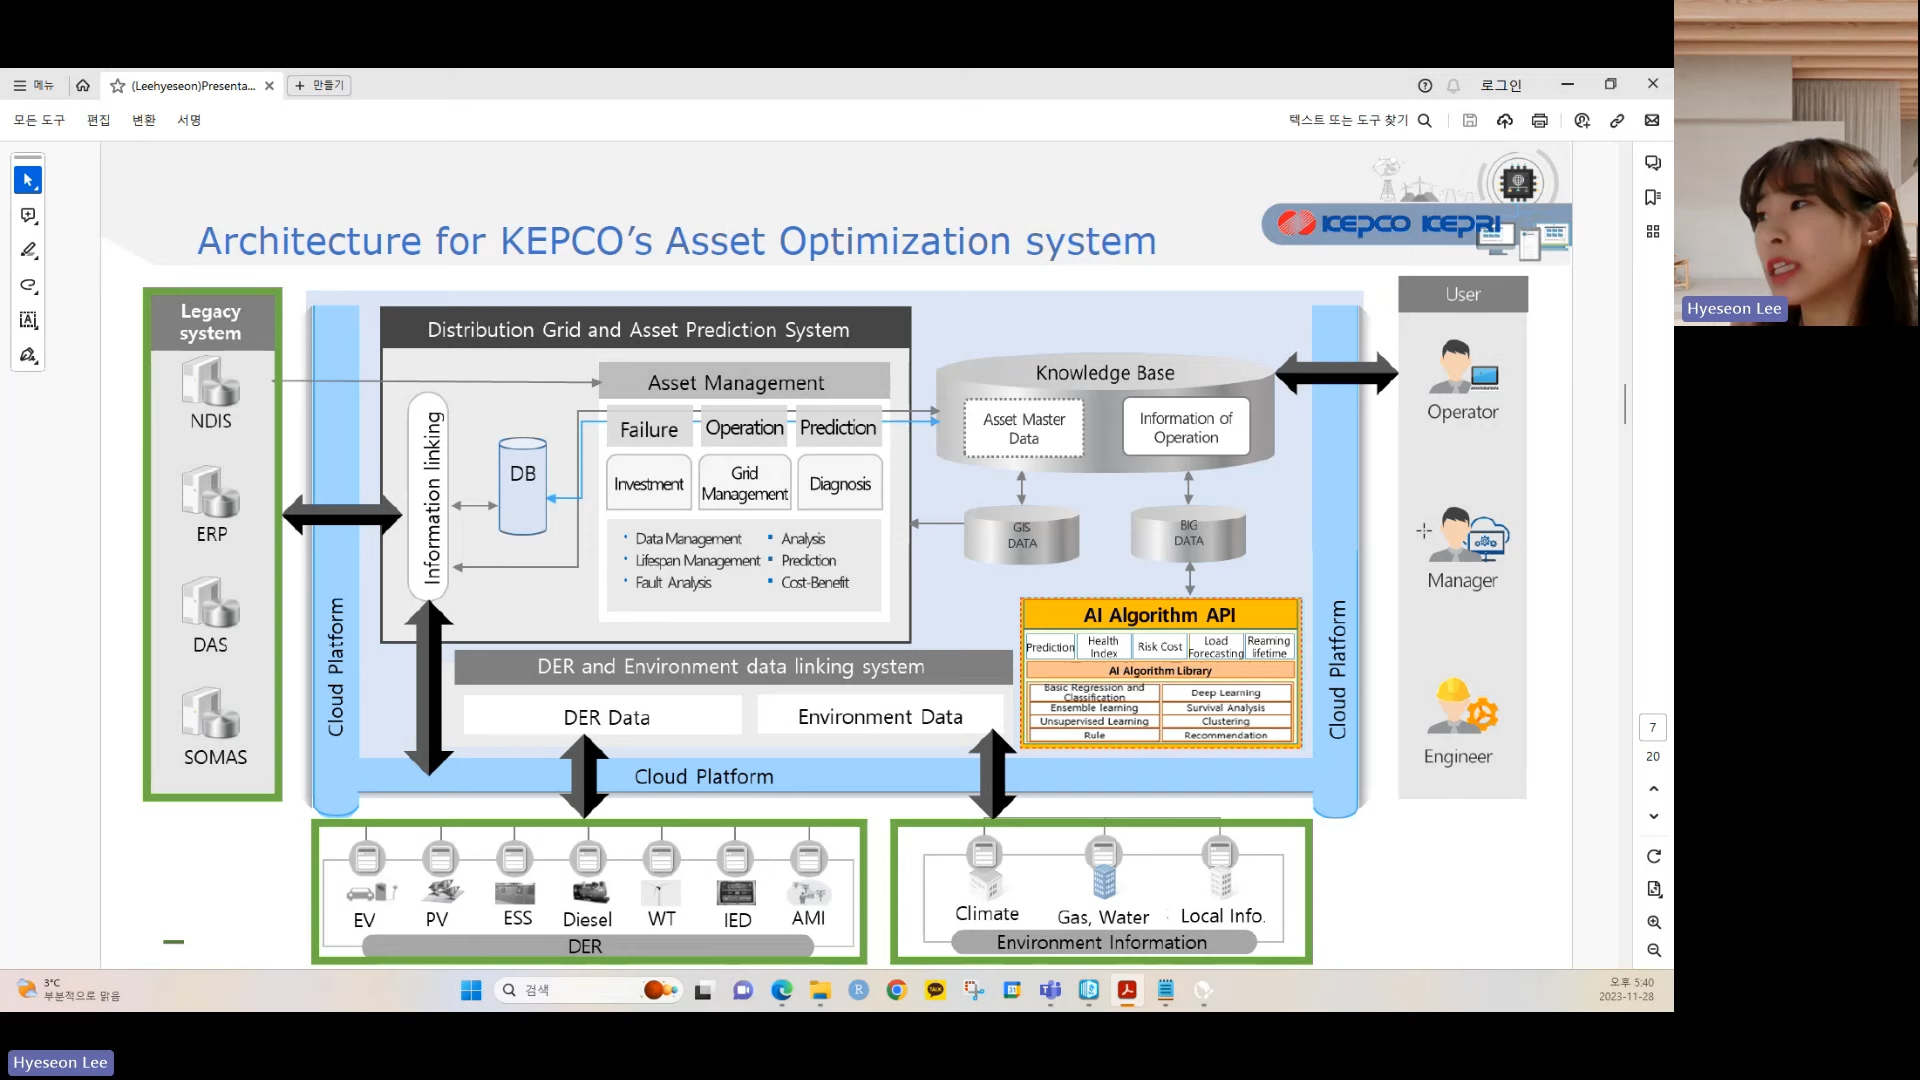 메뉴
(Leehyeseon)Presenta...
만들기
로그인
모든 도구
편집
변환
서명
텍스트 또는 도구 찾기
Architecture for KEPCO's Asset Optimization system
KEPCO KEPRI
Hyeseon Lee
Legacy
system
NDIS
ERP
DAS
SOMAS
Cloud Platform
Distribution Grid and Asset Prediction System
Information linking
DB
Asset Management
Failure
Operation
Prediction
Investment
Grid
Management
Diagnosis
Data Management
Lifespan Management
Fault Analysis
Analysis
Prediction
Cost-Benefit
Knowledge Base
Asset Master
Data
Information of
Operation
GIS
DATA
BIG
DATA
AI Algorithm API
Prediction
Health
Index
Risk Cost
Load
Forecasting
Reaming
lifetime
AI Algorithm Library
Basic Regression and
Classification
Deep Learning
Ensemble learning
Survival Analysis
Unsupervised Learning
Clustering
Rule
Recommendation
DER and Environment data linking system
DER Data
Environment Data
Cloud Platform
Cloud Platform
User
Operator
Manager
Engineer
EV
PV
ESS
Diesel
WT
IED
AMI
DER
Climate
Gas, Water
Local Info.
Environment Information
7
20
3°C
부분적으로 맑음
검색
오후 5:40
2023-11-28
Hyeseon Lee